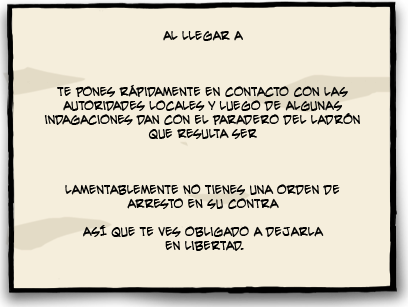 AL LLEGAR A
TE PONES RÁPIDAMENTE EN CONTACTO CON LAS
AUTORIDADES LOCALES Y LUEGO DE ALGUNAS
INDAGACIONES DAN CON EL PARADERO DEL LADRÓN
QUE RESULTA SER
LAMENTABLEMENTE NO TIENES UNA ORDEN DE
ARRESTO EN SU CONTRA
ASÍ QUE TE VES OBLIGADO A DEJARLA
EN LIBERTAD.